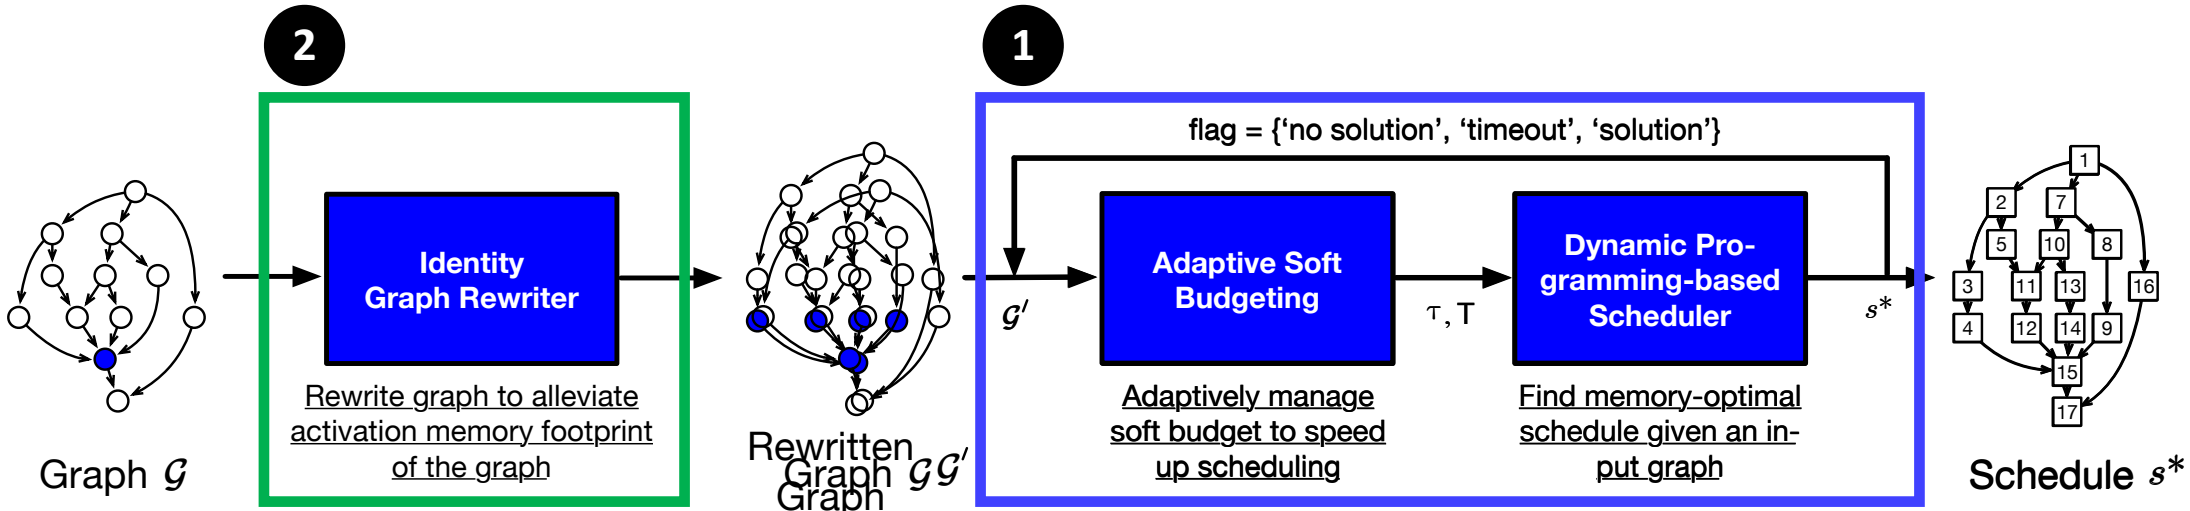 2
1
flag = {‘no solution’, ‘timeout’, ‘solution’}
Identity
Graph Rewriter
Adaptive Soft
Budgeting
Dynamic Pro-
gramming-based
Scheduler
𝒢′
τ, T
s*
Rewrite graph to alleviate
activation memory footprint
of the graph
Adaptively manage
soft budget to speed
up scheduling
Find memory-optimal
schedule given an in-
put graph
Graph 𝒢
Rewritten
Graph 𝒢𝒢′
Graph
Schedule s*
1
2
7
5
10
8
3
11
13
16
4
12
14
9
15
17